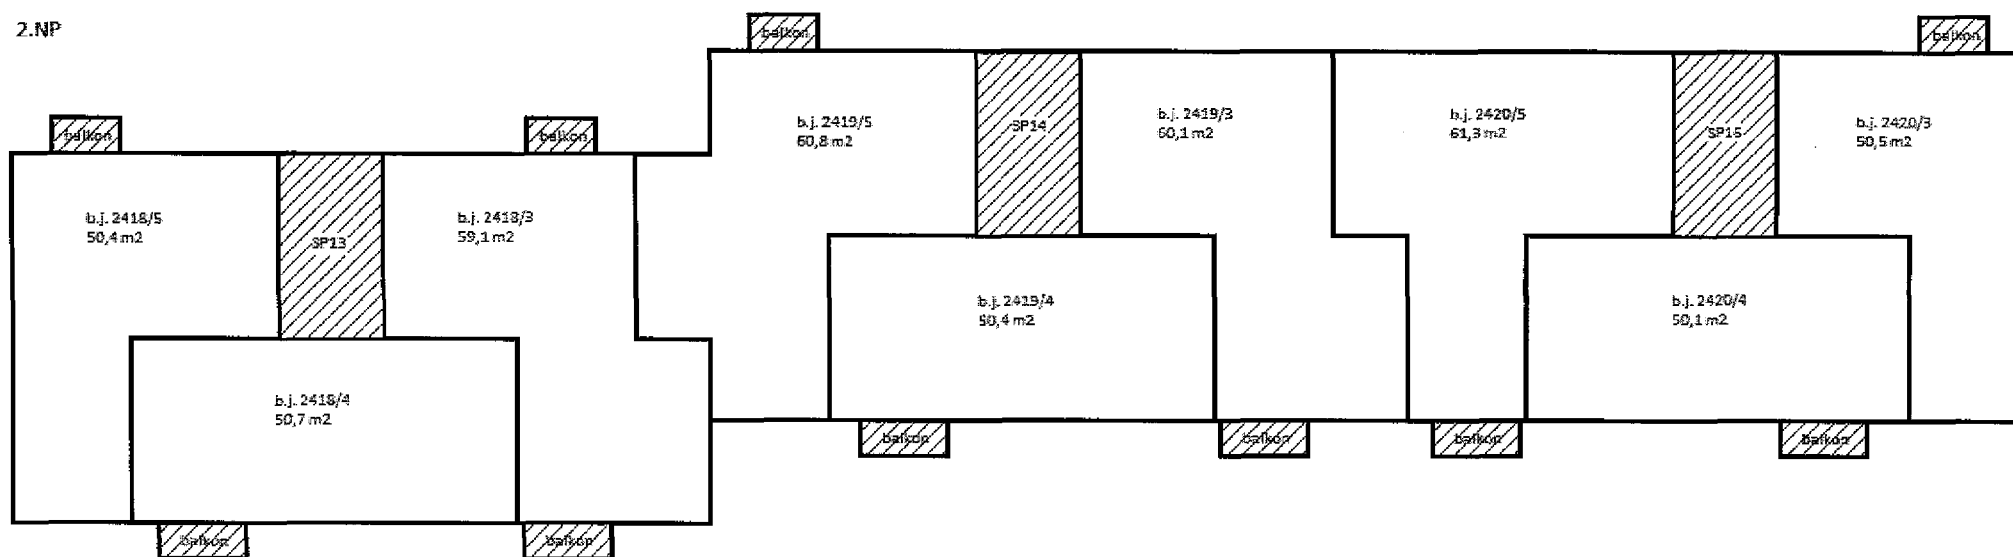 2.NP
balkon
balkon
balkon
balkon
b.j. 2419/5
60,8 m2
SP14
b.j. 2419/3
60,1 m2
b.j. 2420/5
61,3 m2
SP15
b.j. 2420/3
50,5 m2
b.j. 2418/5
50,4 m2
SP13
b.j. 2418/3
59,1 m2
b.j. 2419/4
50,4 m2
b.j. 2420/4
50,1 m2
b.j. 2418/4
50,7 m2
balkon
balkon
balkon
balkon
balkon
balkon